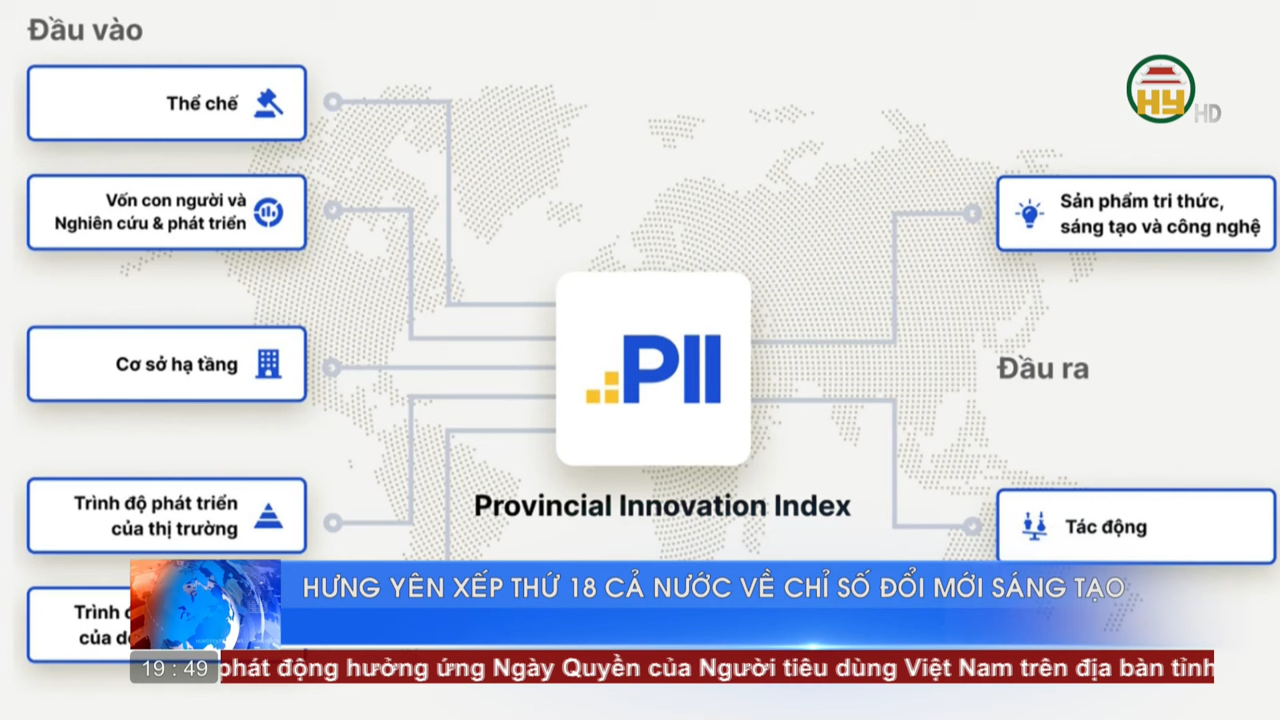 Đầu vào
Thể chế
HY HD
Vốn con người và
Nghiên cứu & phát triển
Sản phẩm tri thức,
sáng tạo và công nghệ
Cơ sở hạ tầng
PII
Đầu ra
Provincial Innovation Index
Trình độ phát triển
của thị trường
Tác động
HƯNG YÊN XẾP THỨ 18 CẢ NƯỚC VỀ CHỈ SỐ ĐỔI MỚI SÁNG TẠO
Trình
của
19 : 49
phát động hưởng ứng Ngày Quyền của Người tiêu dùng Việt Nam trên địa bàn tỉnh